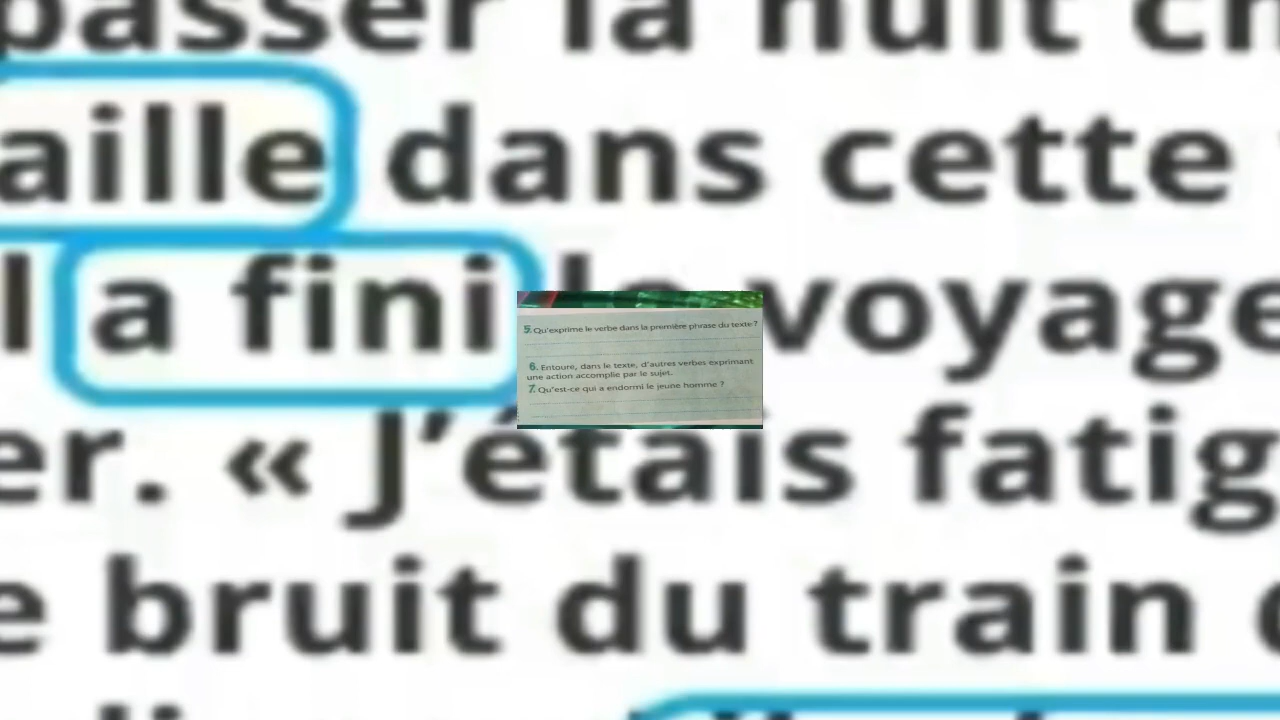 passer la nuit
aille dans cette
a fini le voyage
er. « J'étais fatig
e bruit du train
5. Qu'exprime le verbe dans la première phrase du texte ?
6. Entoure, dans le texte, d'autres verbes exprimant
une action accomplie par le sujet.
7. Qu'est-ce qui a endormi le jeune homme ?